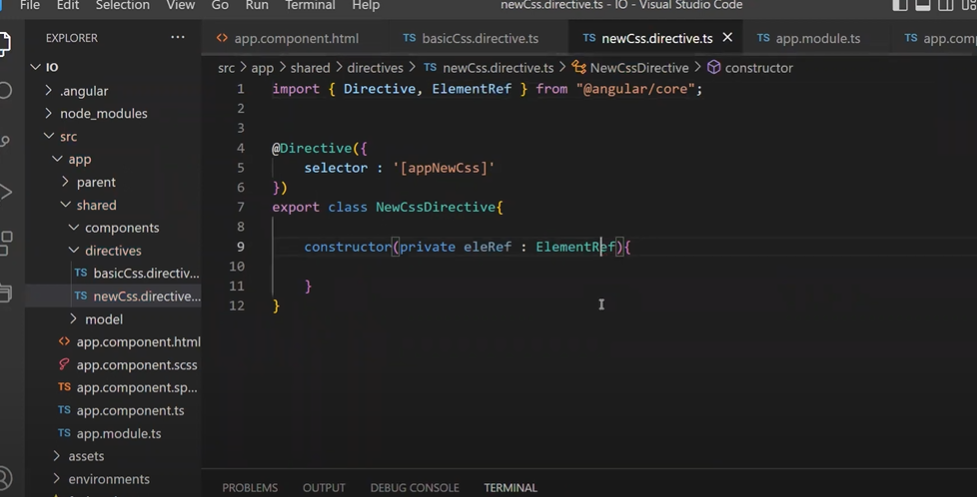 File Edit Selection View Go Run Terminal Help newCss.directive.ts - IO - Visual Studio Code
EXPLORER ...
IO
.angular
node_modules
src
app
parent
shared
components
directives
TS basicCss.directiv...
TS newCss.directive...
model
<> app.component.html
app.component.scss
TS app.component.sp...
TS app.component.ts
TS app.module.ts
assets
environments
<> app.component.html TS basicCss.directive.ts TS newCss.directive.ts × TS app.module.ts TS app.com
src > app > shared > directives > TS newCss.directive.ts > NewCssDirective > constructor
1 import { Directive, ElementRef } from "@angular/core";
2
3
4 @Directive({
5 selector : '[appNewCss]'
6 })
7 export class NewCssDirective{
8
9 constructor(private eleRef : ElementRef){
10
11 }
12 }
PROBLEMS OUTPUT DEBUG CONSOLE TERMINAL